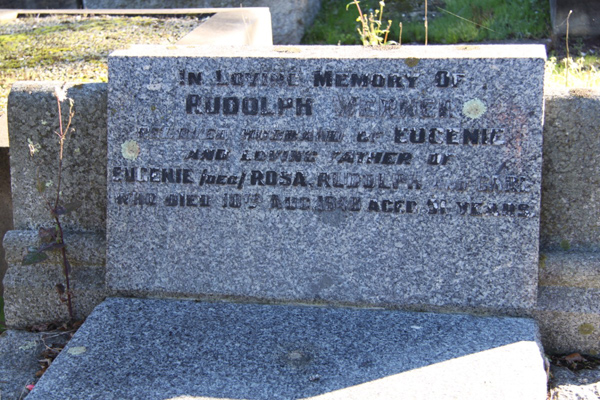 In Loving Memory Of
RUDOLPH WERNER
BELOVED HUSBAND OF EUGENIE
AND LOVING FATHER OF
EUGENIE (DEC) ROSA, RUDOLPH
WHO DIED 10TH AUG. AGED YEARS.